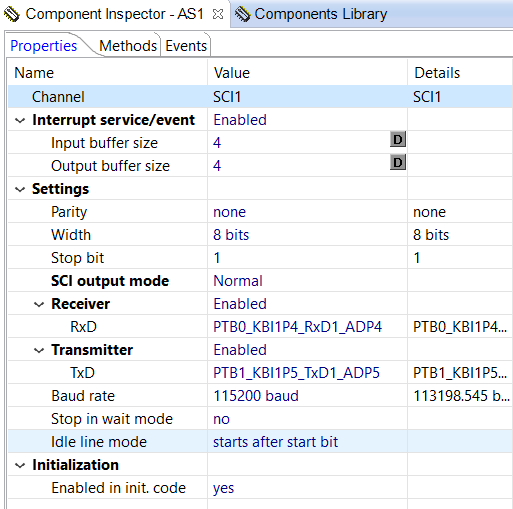 Component Inspector - AS1 Components Library
Properties Methods Events
Name Value Details
Channel SCI1 SCI1
Interrupt service/event Enabled
Input buffer size 4 D
Output buffer size 4 D
Settings
Parity none none
Width 8 bits 8 bits
Stop bit 1 1
SCI output mode Normal
Receiver Enabled
RxD PTB0_KBI1P4_RxD1_ADP4 PTB0_KBI1P4...
Transmitter Enabled
TxD PTB1_KBI1P5_TxD1_ADP5 PTB1_KBI1P5...
Baud rate 115200 baud 113198.545 b...
Stop in wait mode no
Idle line mode starts after start bit
Initialization
Enabled in init. code yes